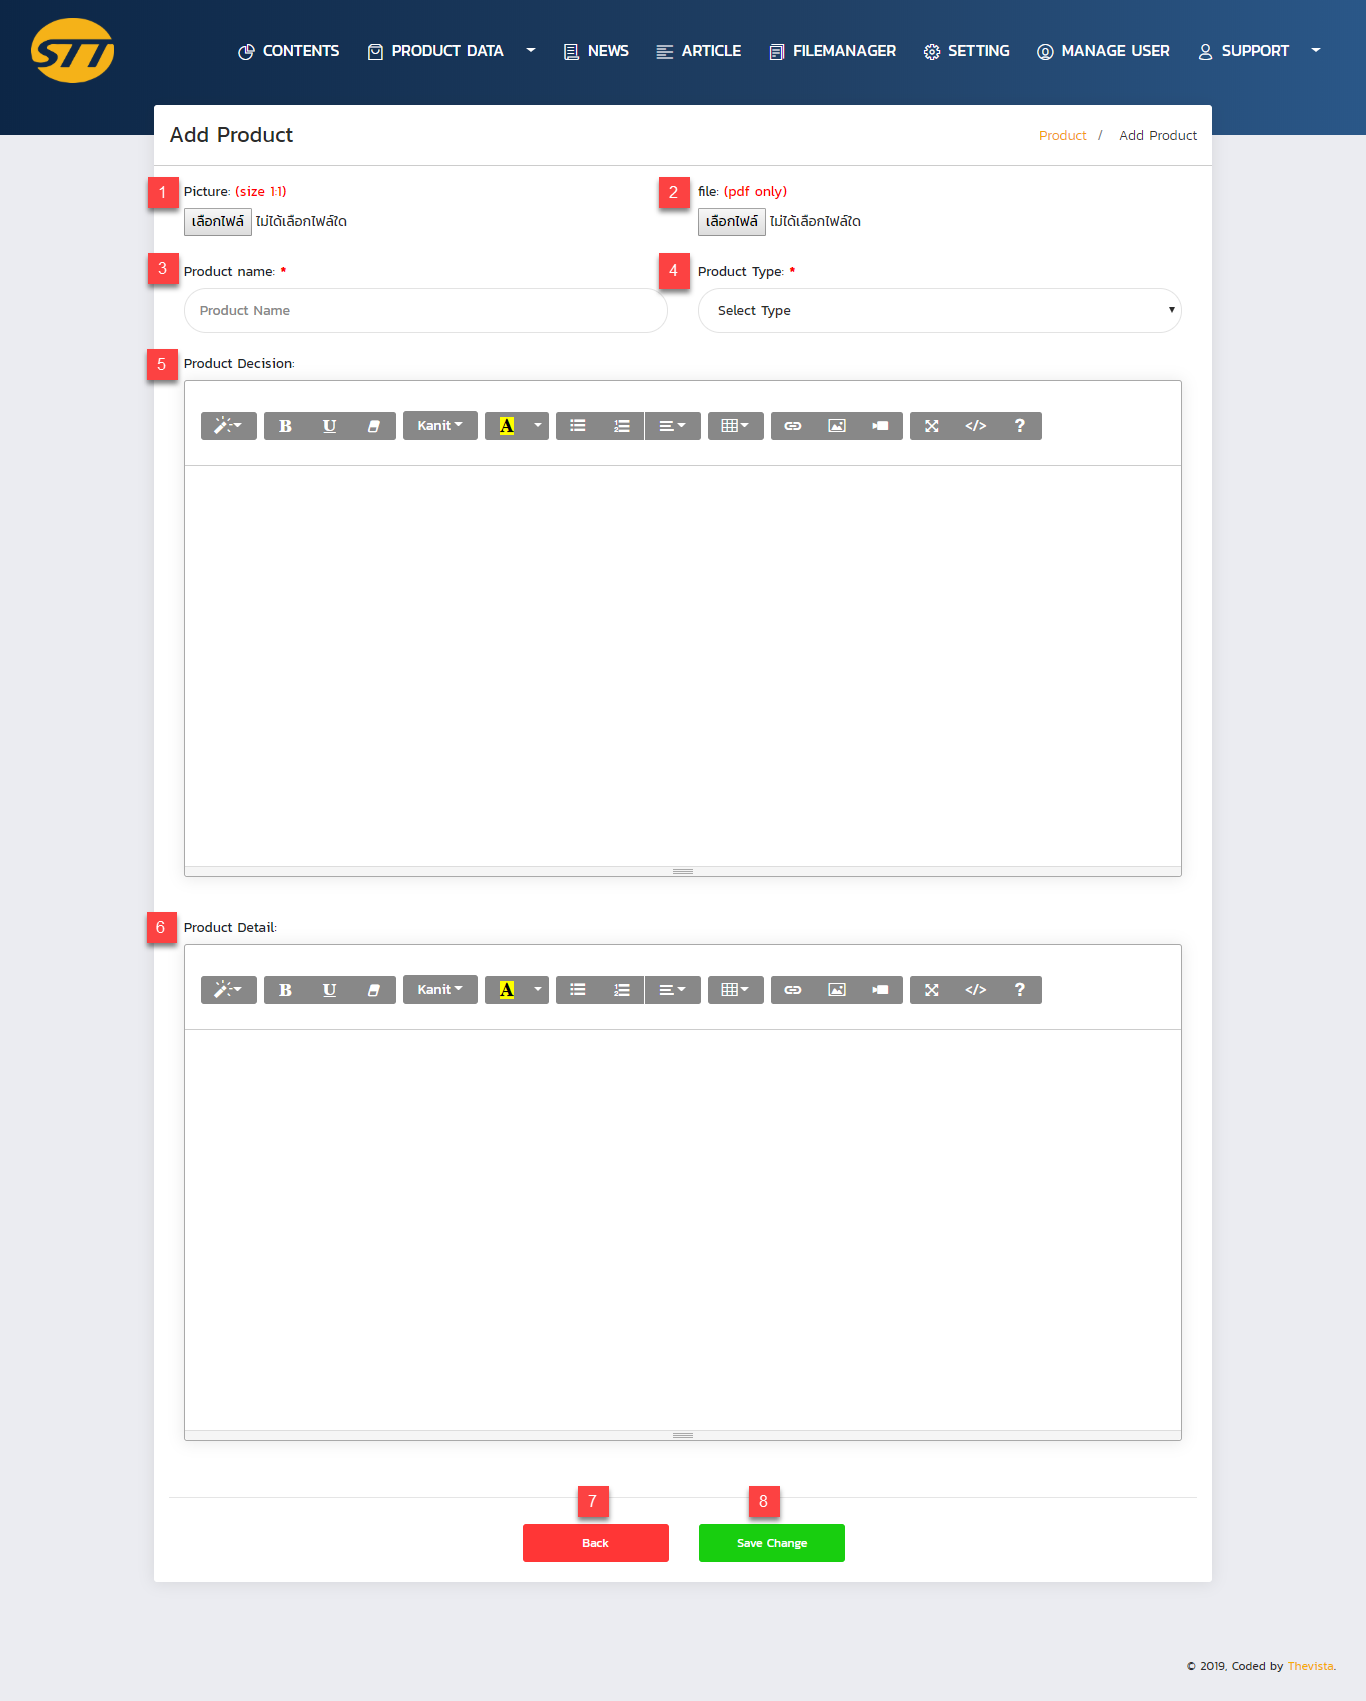 STI
CONTENTS PRODUCT DATA NEWS ARTICLE FILEMANAGER SETTING MANAGE USER SUPPORT
Add Product Product / Add Product
1 Picture: (size 1:1) 2 file: (pdf only)
เลือกไฟล์ ไม่ได้เลือกไฟล์ใด เลือกไฟล์ ไม่ได้เลือกไฟล์ใด
3 Product name: * 4 Product Type: *
Product Name Select Type
5 Product Decision:
B U Kanit A </> ?
6 Product Detail:
B U Kanit A </> ?
7 8
Back Save Change
© 2019, Coded by Thevista.